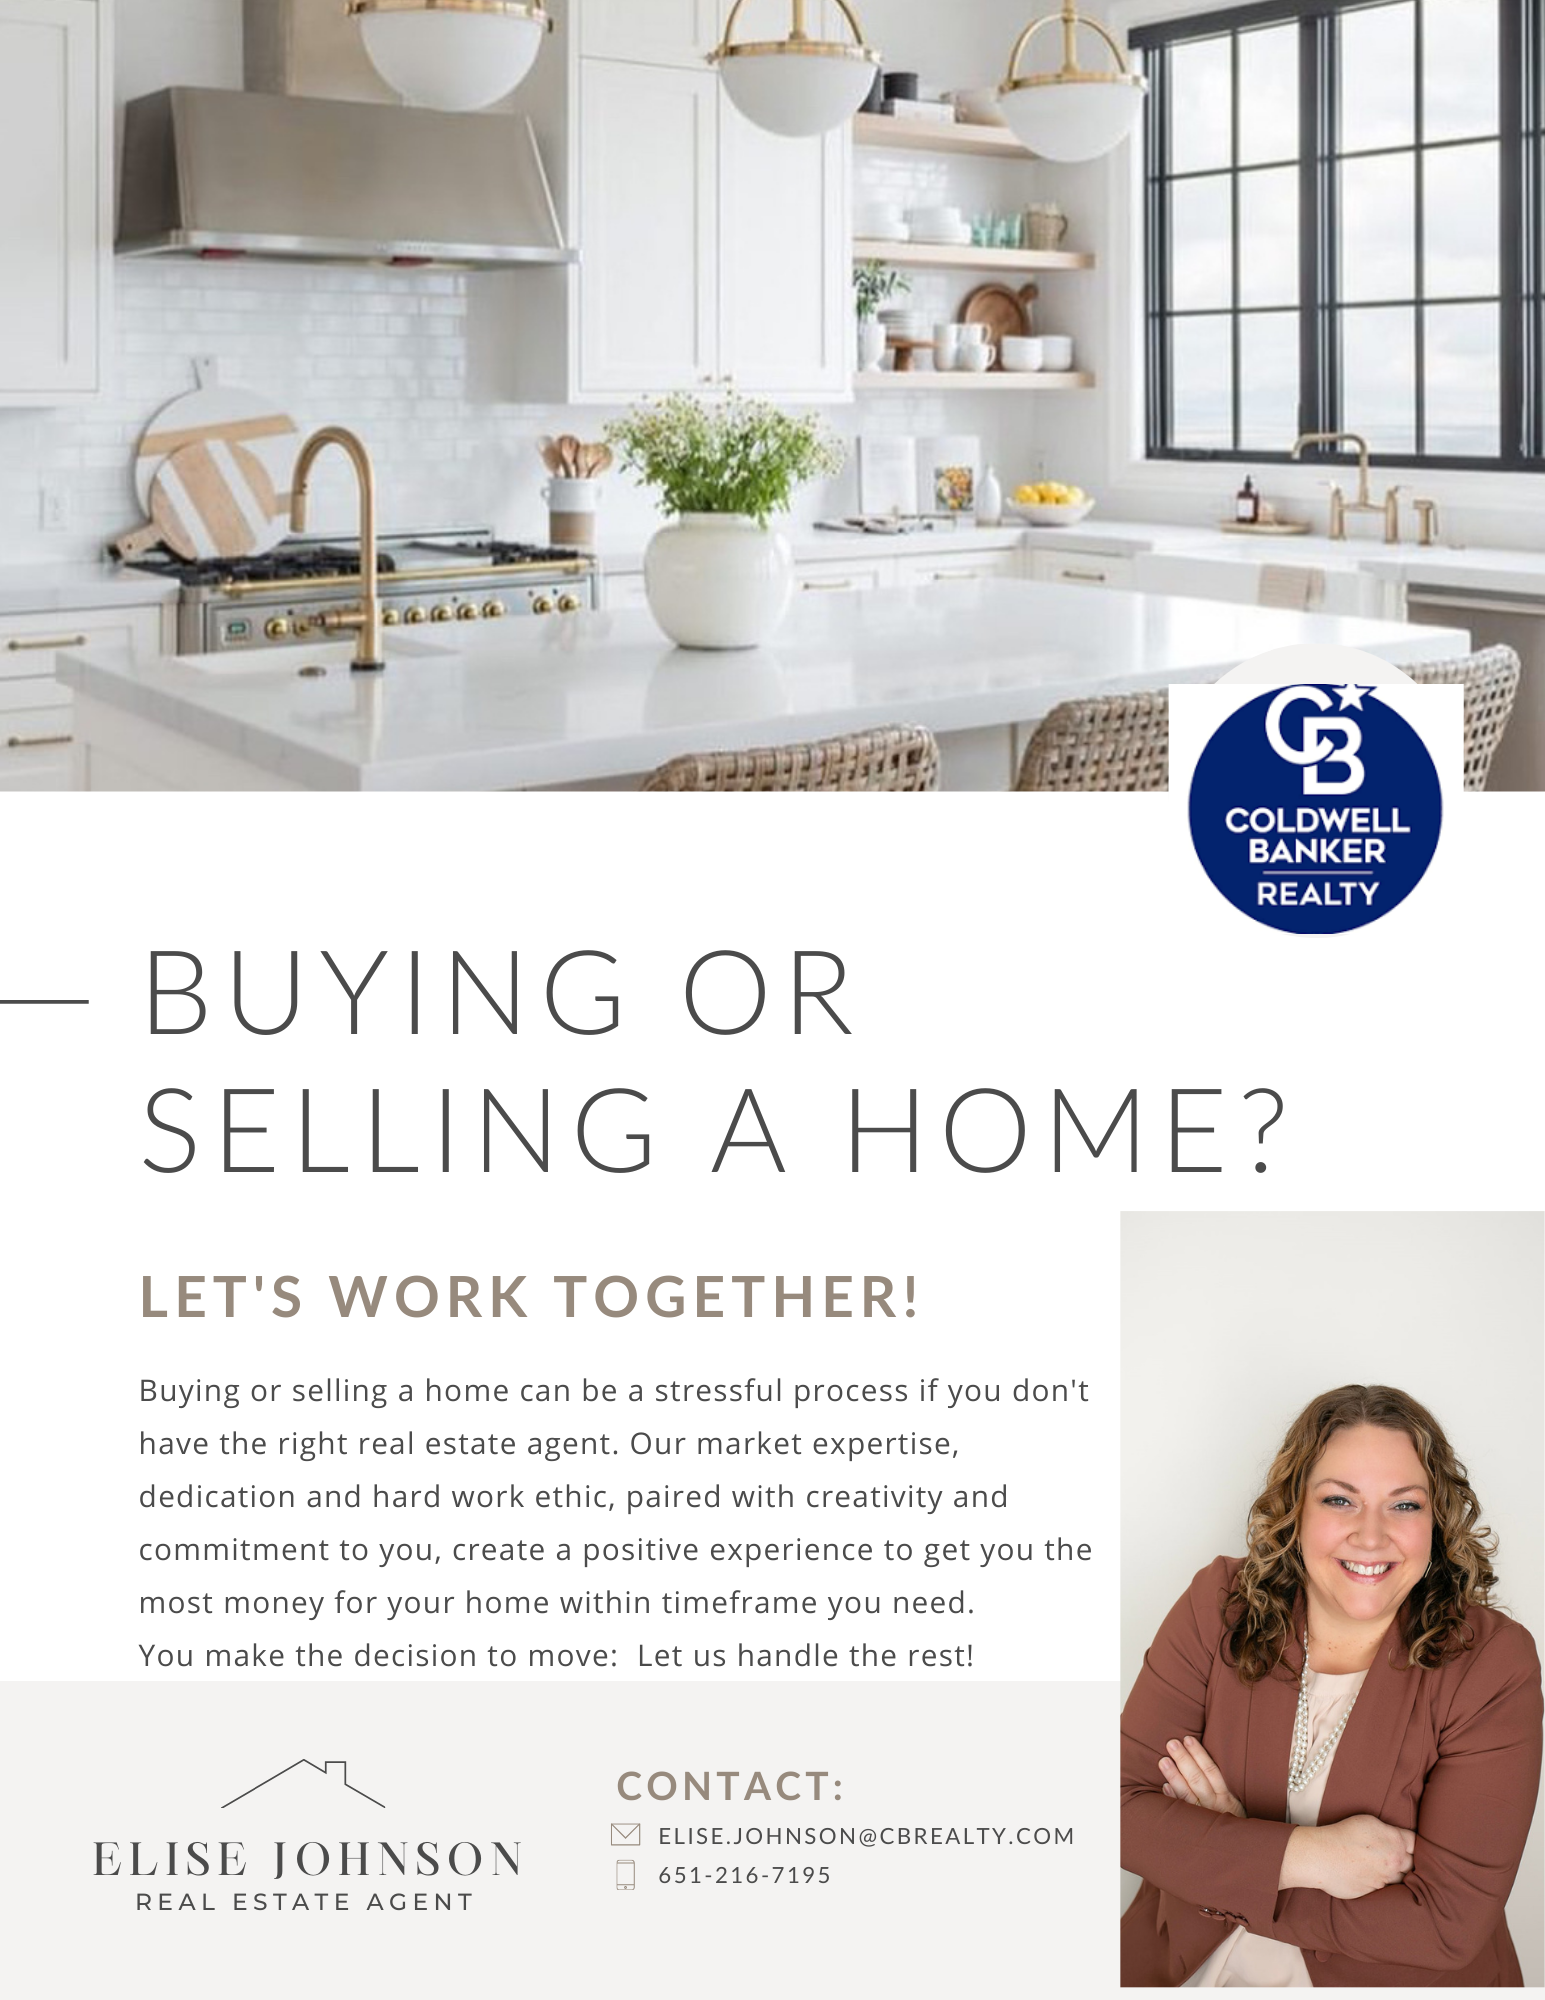 CB
COLDWELL
BANKER
REALTY
BUYING OR
SELLING A HOME?
LET'S WORK TOGETHER!
Buying or selling a home can be a stressful process if you don't
have the right real estate agent. Our market expertise,
dedication and hard work ethic, paired with creativity and
commitment to you, create a positive experience to get you the
most money for your home within timeframe you need.
You make the decision to move:  Let us handle the rest!
ELISE JOHNSON
REAL ESTATE AGENT
CONTACT:
ELISE.JOHNSON@CBREALTY.COM
651-216-7195